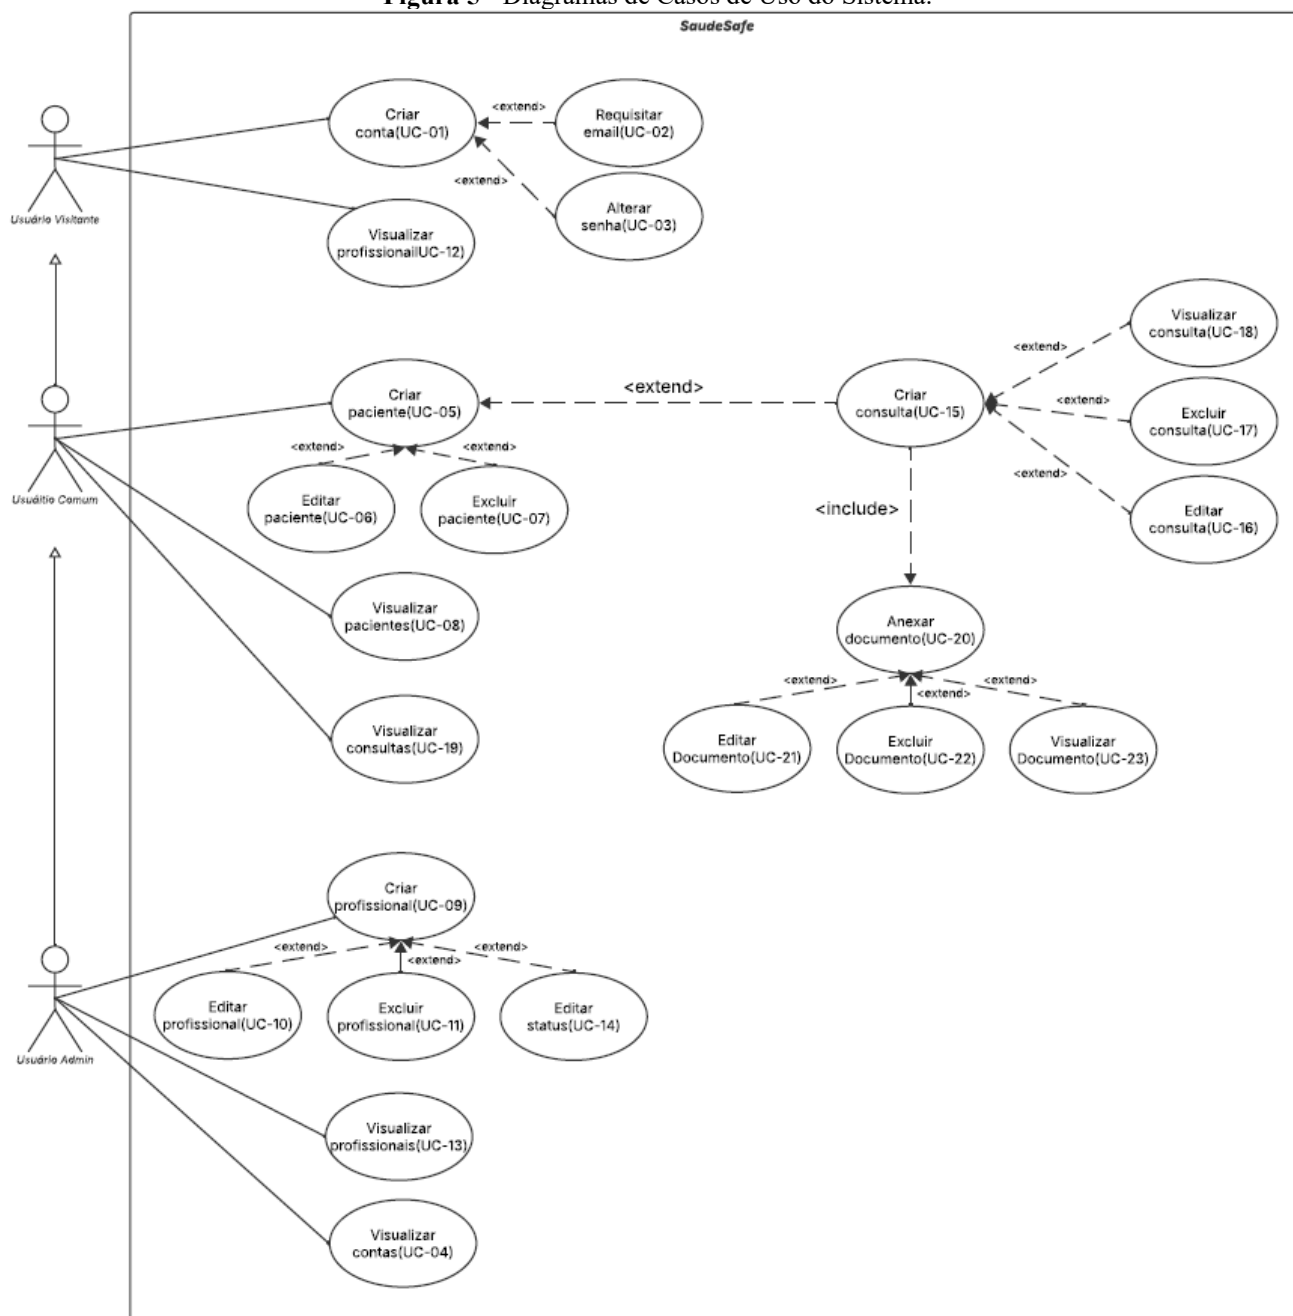 Figura 3 - Diagramas de Casos de Uso do Sistema.
SaudeSafe
Criar
conta(UC-01)
<extend>
Requisitar
email(UC-02)
<extend>
Alterar
senha(UC-03)
Usuário Visitante
Visualizar
profissionailUC-12)
Visualizar
consulta(UC-18)
<extend>
Criar
paciente(UC-05)
<extend>
Criar
consulta(UC-15)
<extend>
Excluir
consulta(UC-17)
<extend>
<extend>
<extend>
Usuáitio Comum
Editar
paciente(UC-06)
Excluir
paciente(UC-07)
<include>
Editar
consulta(UC-16)
Visualizar
pacientes(UC-08)
Anexar
documento(UC-20)
<extend>
<extend>
<extend>
Visualizar
consultas(UC-19)
Editar
Documento(UC-21)
Excluir
Documento(UC-22)
Visualizar
Documento(UC-23)
Criar
profissional(UC-09)
<extend>
<extend>
<extend>
Editar
profissional(UC-10)
Excluir
profissional(UC-11)
Editar
status(UC-14)
Usuário Admin
Visualizar
profissionais(UC-13)
Visualizar
contas(UC-04)